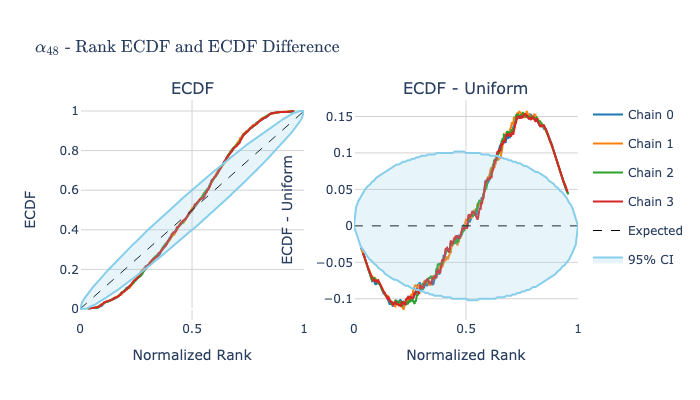 α₄₈ - Rank ECDF and ECDF Difference
ECDF
ECDF
1
0.8
0.6
0.4
0.2
0
0
0.5
1
Normalized Rank
ECDF - Uniform
ECDF - Uniform
0.15
0.1
0.05
0
−0.05
−0.1
0
0.5
1
Normalized Rank
Chain 0
Chain 1
Chain 2
Chain 3
Expected
95% CI